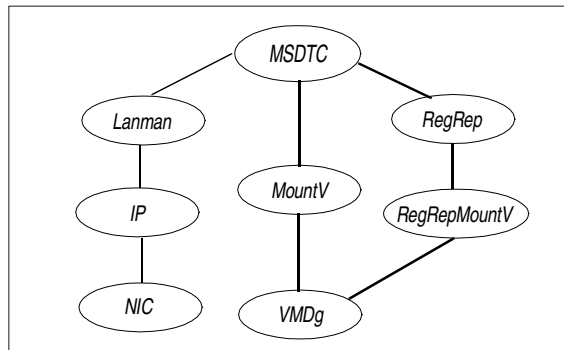 MSDTC
Lanman
RegRep
MountV
IP
RegRepMountV
NIC
VMDg